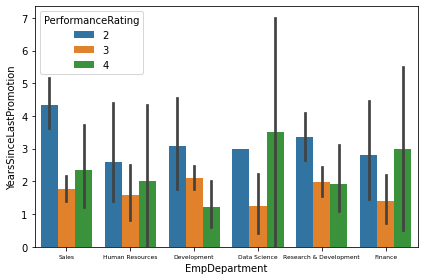 PerformanceRating
2
3
4
7
6
5
4
3
2
1
0
YearsSinceLastPromotion
Sales Human Resources Development Data Science Research & Development Finance
EmpDepartment